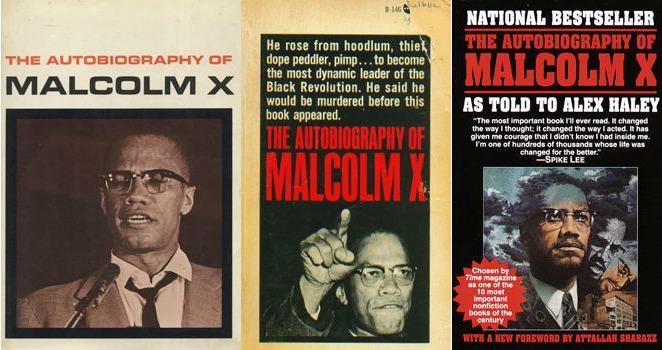 THE AUTOBIOGRAPHY OF
MALCOLM X
B-146
He rose from hoodlum, thief,
dope peddler, pimp...to become
the most dynamic leader of the
Black Revolution. He said he
would be murdered before this
book appeared.
THE AUTOBIOGRAPHY OF
MALCOLM X
NATIONAL BESTSELLER
THE AUTOBIOGRAPHY OF
MALCOLM X
AS TOLD TO ALEX HALEY
"The most important book I'll ever read. It changed
the way I thought; it changed the way I acted. It has
given me courage that I didn't know I had inside me.
I'm one of hundreds of thousands whose life was
changed for the better."
—SPIKE LEE
Chosen by
Time magazine
as one of the
10 most
important
nonfiction
books of the
century
WITH A NEW FOREWORD BY ATTALLAH SHABAZZ